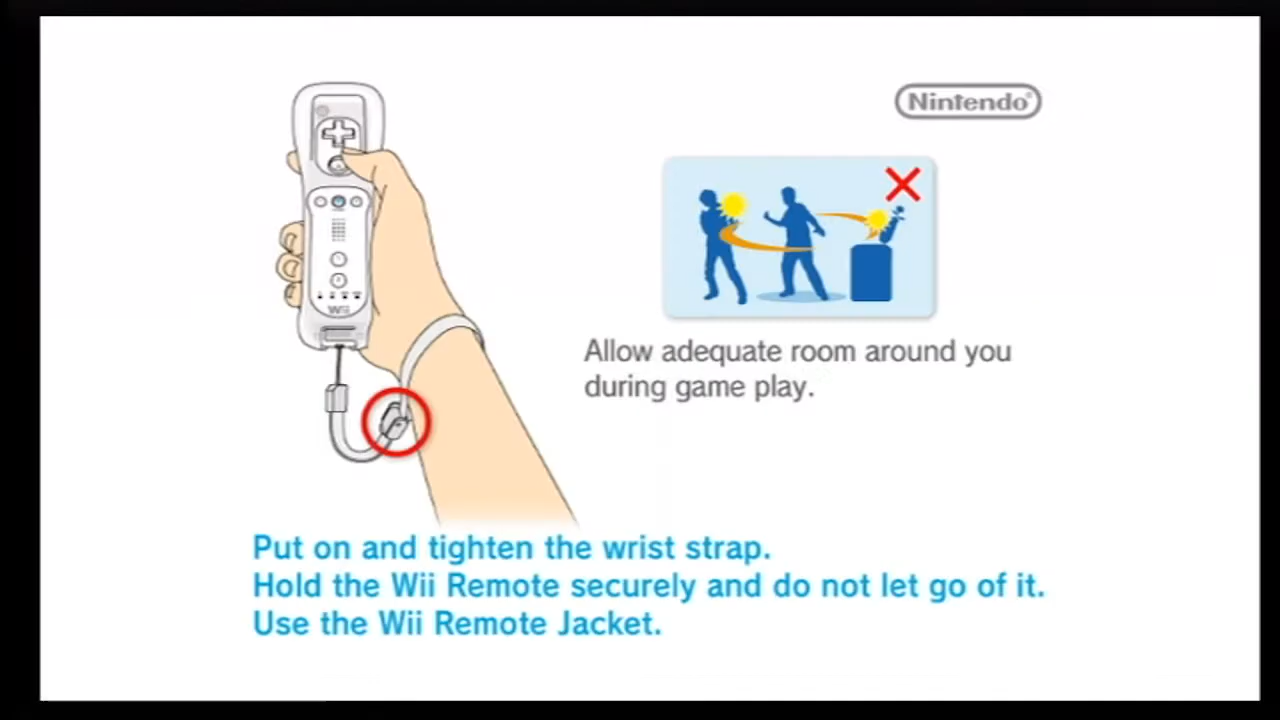 Nintendo®
Allow adequate room around you
during game play.
Wii
Put on and tighten the wrist strap.
Hold the Wii Remote securely and do not let go of it.
Use the Wii Remote Jacket.